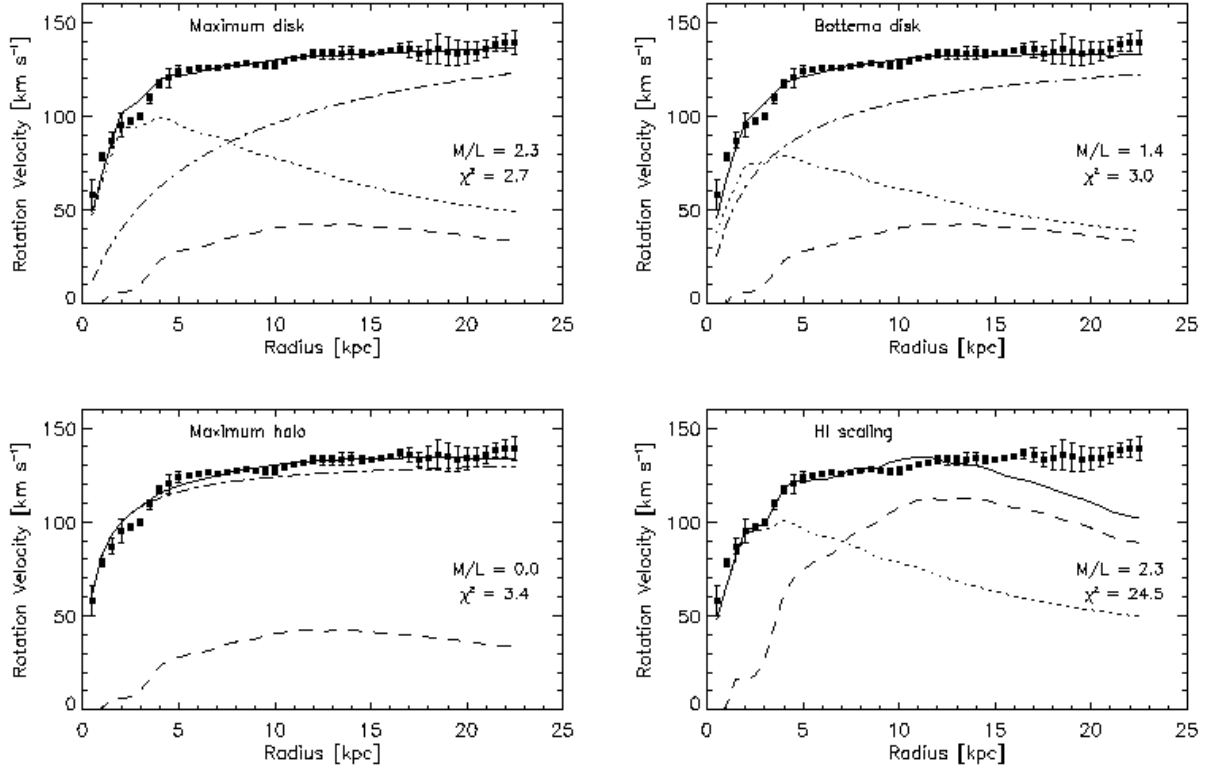 Maximum disk
150
100
50
0
Rotation Velocity [km s⁻¹]
M/L = 2.3
χ² = 2.7
0 5 10 15 20 25
Radius [kpc]
Bottema disk
150
100
50
0
Rotation Velocity [km s⁻¹]
M/L = 1.4
χ² = 3.0
0 5 10 15 20 25
Radius [kpc]
Maximum halo
150
100
50
0
Rotation Velocity [km s⁻¹]
M/L = 0.0
χ² = 3.4
0 5 10 15 20 25
Radius [kpc]
HI scaling
150
100
50
0
Rotation Velocity [km s⁻¹]
M/L = 2.3
χ² = 24.5
0 5 10 15 20 25
Radius [kpc]